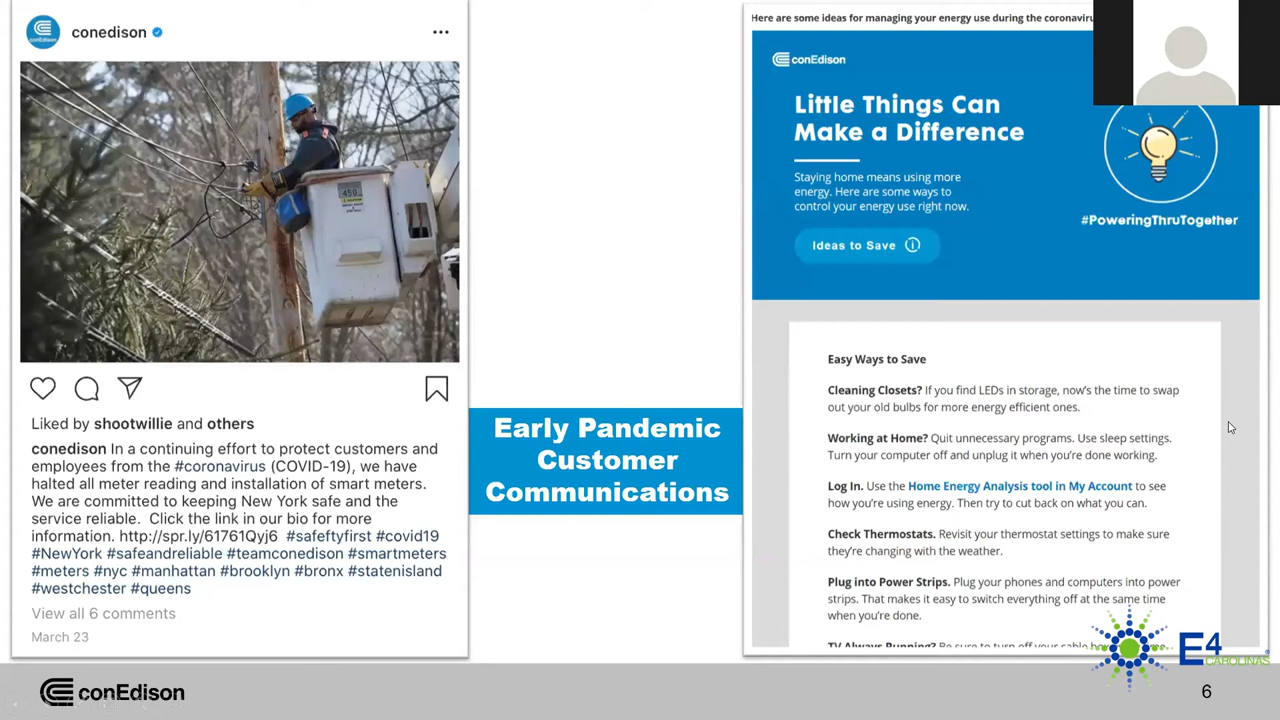 conedison
450
Liked by shootwillie and others
conedison In a continuing effort to protect customers and
employees from the #coronavirus (COVID-19), we have
halted all meter reading and installation of smart meters.
We are committed to keeping New York safe and the
service reliable.  Click the link in our bio for more
information. http://spr.ly/61761Qyj6  #safeftyfirst #covid19
#NewYork #safeandreliable #teamconedison #smartmeters
#meters #nyc #manhattan #brooklyn #bronx #statenisland
#westchester #queens
View all 6 comments
March 23
Early Pandemic
Customer
Communications
Here are some ideas for managing your energy use during the
conEdison
Little Things Can
Make a Difference
Staying home means using more
energy. Here are some ways to
control your energy use right now.
Ideas to Save
#PoweringThruTogether
Easy Ways to Save
Cleaning Closets? If you find LEDs in storage, now's the time to swap
out your old bulbs for more energy efficient ones.
Working at Home? Quit unnecessary programs. Use sleep settings.
Turn your computer off and unplug it when you're done working.
Log In. Use the Home Energy Analysis tool in My Account to see
how you're using energy. Then try to cut back on what you can.
Check Thermostats. Revisit your thermostat settings to make sure
they're changing with the weather.
Plug into Power Strips. Plug your phones and computers into power
strips. That makes it easy to switch everything off at the same time
when you're done.
TV Always Running? Be sure to turn off your cable
E4
CAROLINAS
conEdison
6